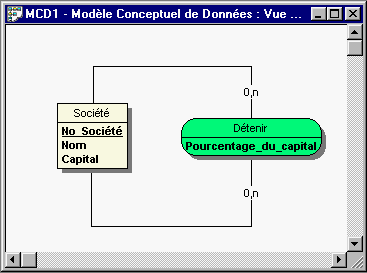 MCD1 - Modèle Conceptuel de Données : Vue ...
0,n
Société
No_Société
Nom
Capital
Détenir
Pourcentage_du_capital
0,n